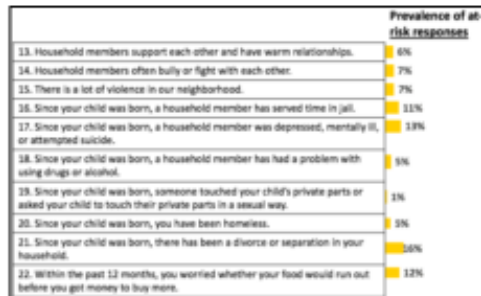 Prevalence of at-
risk responses
13. Household members support each other and have warm relationships. 6%
14. Household members often bully or fight with each other. 7%
15. There is a lot of violence in our neighborhood. 7%
16. Since your child was born, a household member has served time in jail. 11%
17. Since your child was born, a household member was depressed, mentally ill, 13%
or attempted suicide.
18. Since your child was born, a household member has had a problem with 5%
using drugs or alcohol.
19. Since your child was born, someone touched your child's private parts or 1%
asked your child to touch their private parts in a sexual way.
20. Since your child was born, you have been homeless. 5%
21. Since your child was born, there has been a divorce or separation in your 16%
household.
22. Within the past 12 months, you worried whether your food would run out 12%
before you got money to buy more.